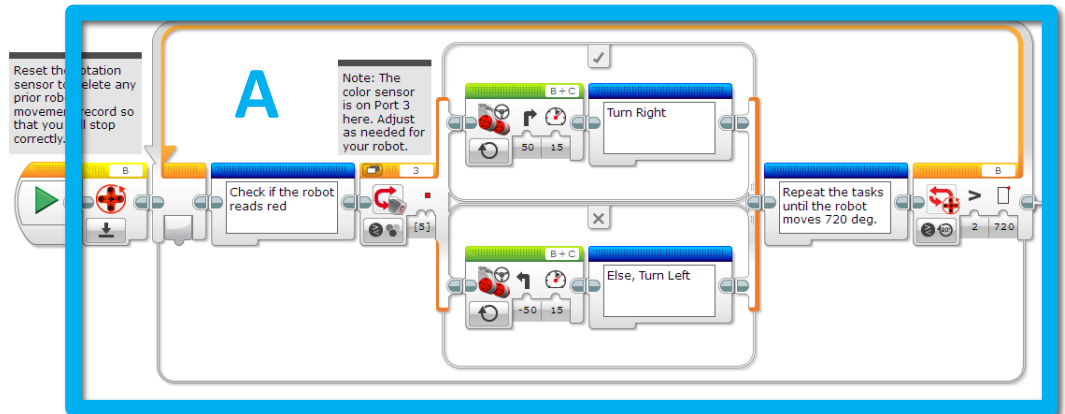 Reset the rotation
sensor to delete any
prior robot
movement record so
that you will stop
correctly.
B
A
Check if the robot
reads red
Note: The
color sensor
is on Port 3
here. Adjust
as needed for
your robot.
3
[5]
B + C
50 15
Turn Right
B + C
-50 15
Else, Turn Left
Repeat the tasks
until the robot
moves 720 deg.
B
>
2 720